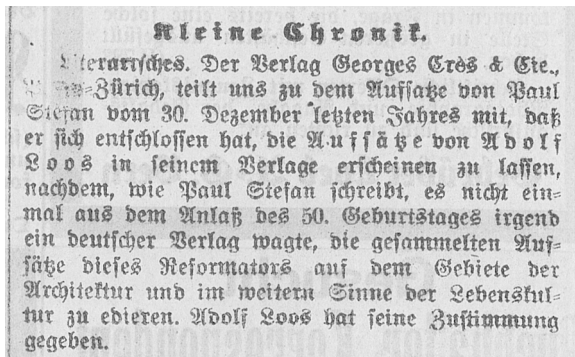 Kleine Chronik.
Literarisches. Der Verlag Georges Crès & Cie.,
Zürich, teilt uns zu dem Aufsatze von Paul
Stefan vom 30. Dezember letzten Jahres mit, daß
er sich entschlossen hat, die Aufsätze von Adolf
Loos in seinem Verlage erscheinen zu lassen,
nachdem, wie Paul Stefan schreibt, es nicht ein-
mal aus dem Anlaß des 50. Geburtstages irgend
ein deutscher Verlag wagte, die gesammelten Auf-
sätze dieses Reformators auf dem Gebiete der
Architektur und im weitern Sinne der Lebenskul-
tur zu edieren. Adolf Loos hat seine Zustimmung
gegeben.